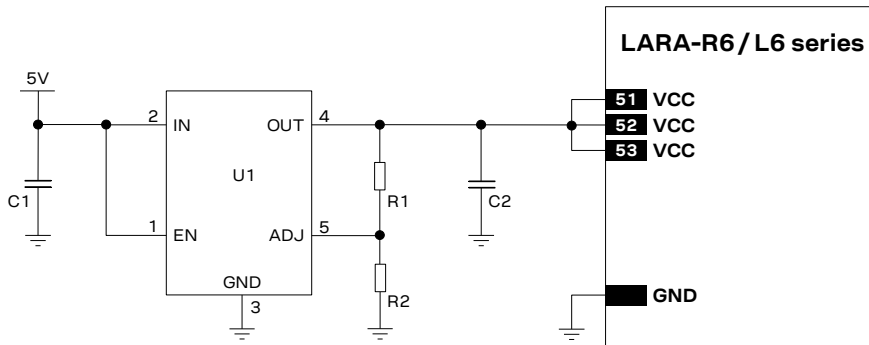 LARA-R6 / L6 series
5V
51 VCC
2 IN OUT 4
52 VCC
53 VCC
U1
C1
R1
C2
1 EN ADJ 5
GND
R2
GND
3